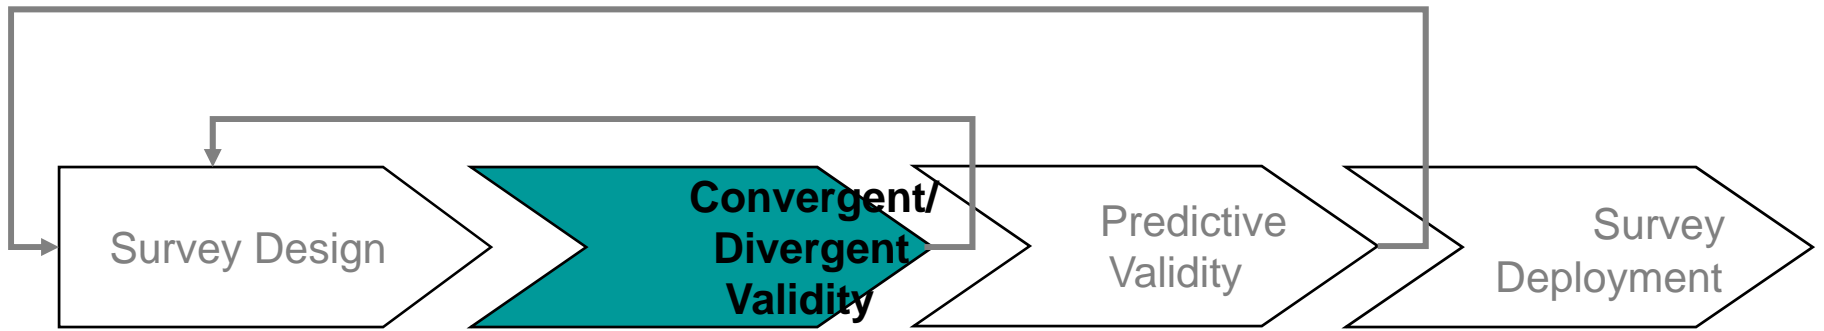 Survey Design
Convergent/
Divergent
Validity
Predictive
Validity
Survey
Deployment